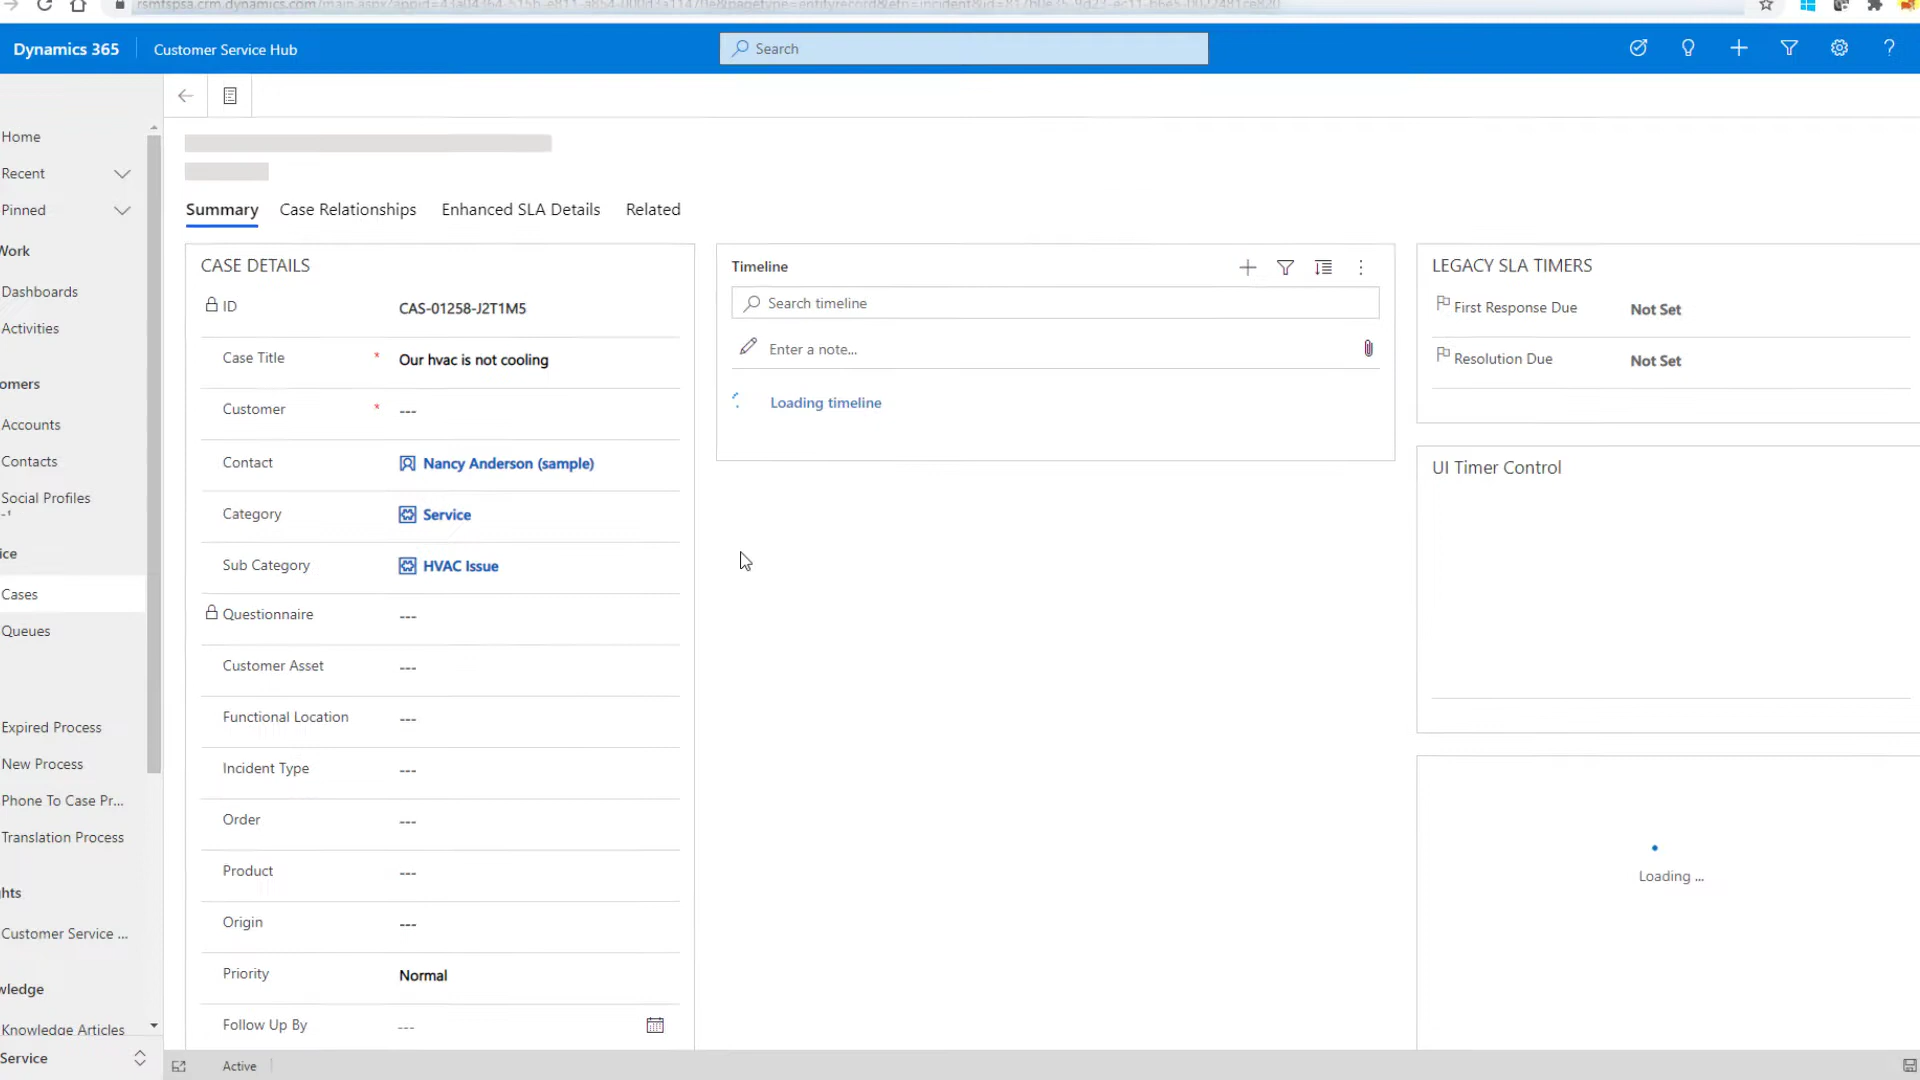 Dynamics 365
Customer Service Hub
Search
Home
Recent
Pinned
Work
Dashboards
Activities
omers
Accounts
Contacts
Social Profiles
ice
Cases
Queues
Expired Process
New Process
Phone To Case Pr...
Translation Process
ghts
Customer Service ...
wledge
Knowledge Articles
Service
Summary
Case Relationships
Enhanced SLA Details
Related
CASE DETAILS
ID
CAS-01258-J2T1M5
Case Title * Our hvac is not cooling
Customer * ---
Contact Nancy Anderson (sample)
Category Service
Sub Category HVAC Issue
Questionnaire ---
Customer Asset ---
Functional Location ---
Incident Type ---
Order ---
Product ---
Origin ---
Priority Normal
Follow Up By ---
Timeline
Search timeline
Enter a note...
Loading timeline
LEGACY SLA TIMERS
First Response Due Not Set
Resolution Due Not Set
UI Timer Control
Loading ...
Active